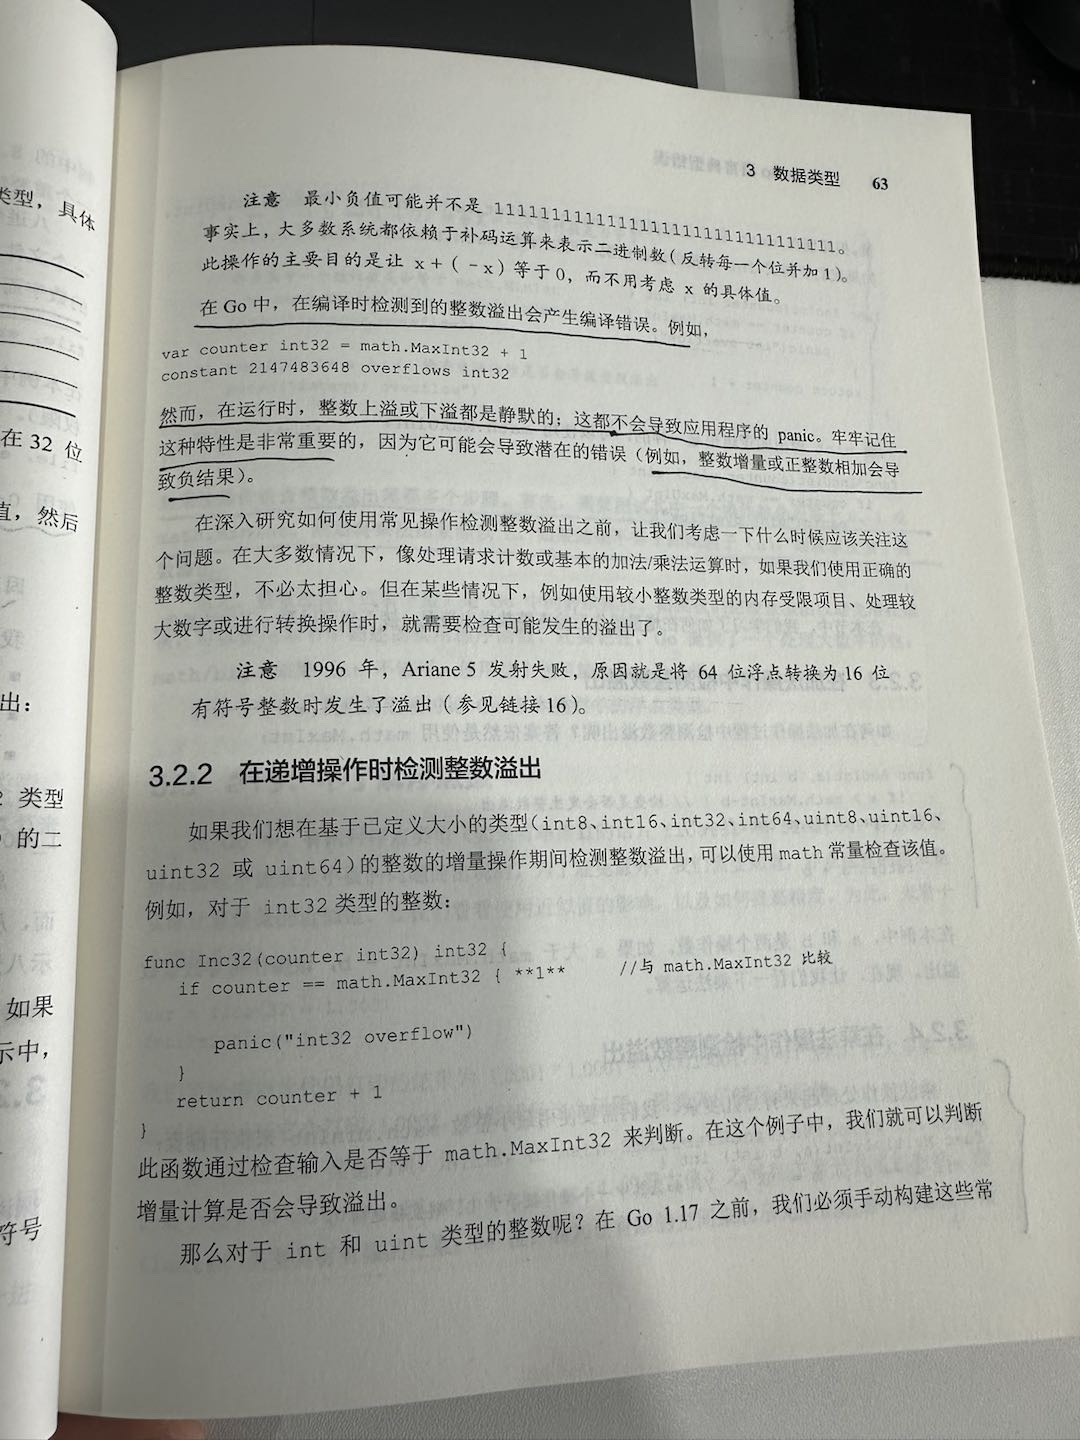 3 数据类型 63
注意 最小负值可能并不是 11111111111111111111111111111111。
事实上，大多数系统都依赖于补码运算来表示二进制数（反转每一个位并加1）。
此操作的主要目的是让 x+（-x）等于0，而不用考虑 x 的具体值。
在 Go 中，在编译时检测到的整数溢出会产生编译错误。例如，
var counter int32 = math.MaxInt32 + 1
constant 2147483648 overflows int32
然而，在运行时，整数上溢或下溢都是静默的；这都不会导致应用程序的 panic。牢牢记住
这种特性是非常重要的，因为它可能会导致潜在的错误（例如，整数增量或正整数相加会导
致负结果）。
在深入研究如何使用常见操作检测整数溢出之前，让我们考虑一下什么时候应该关注这
个问题。在大多数情况下，像处理请求计数或基本的加法/乘法运算时，如果我们使用正确的
整数类型，不必太担心。但在某些情况下，例如使用较小整数类型的内存受限项目、处理较
大数字或进行转换操作时，就需要检查可能发生的溢出了。
注意 1996 年，Ariane 5 发射失败，原因就是将 64 位浮点转换为 16 位
有符号整数时发生了溢出（参见链接16）。
3.2.2 在递增操作时检测整数溢出
如果我们想在基于已定义大小的类型（int8、int16、int32、int64、uint8、uint16、
uint32 或 uint64）的整数的增量操作期间检测整数溢出，可以使用 math 常量检查该值。
例如，对于 int32 类型的整数：
func Inc32(counter int32) int32 {
if counter == math.MaxInt32 { **1** //与 math.MaxInt32 比较
panic("int32 overflow")
}
return counter + 1
}
此函数通过检查输入是否等于 math.MaxInt32 来判断。在这个例子中，我们就可以判断
增量计算是否会导致溢出。
那么对于 int 和 uint 类型的整数呢？在 Go 1.17 之前，我们必须手动构建这些常
类型，具体
在 32 位
值，然后
出：
类型
的二
如果
示中，
符号